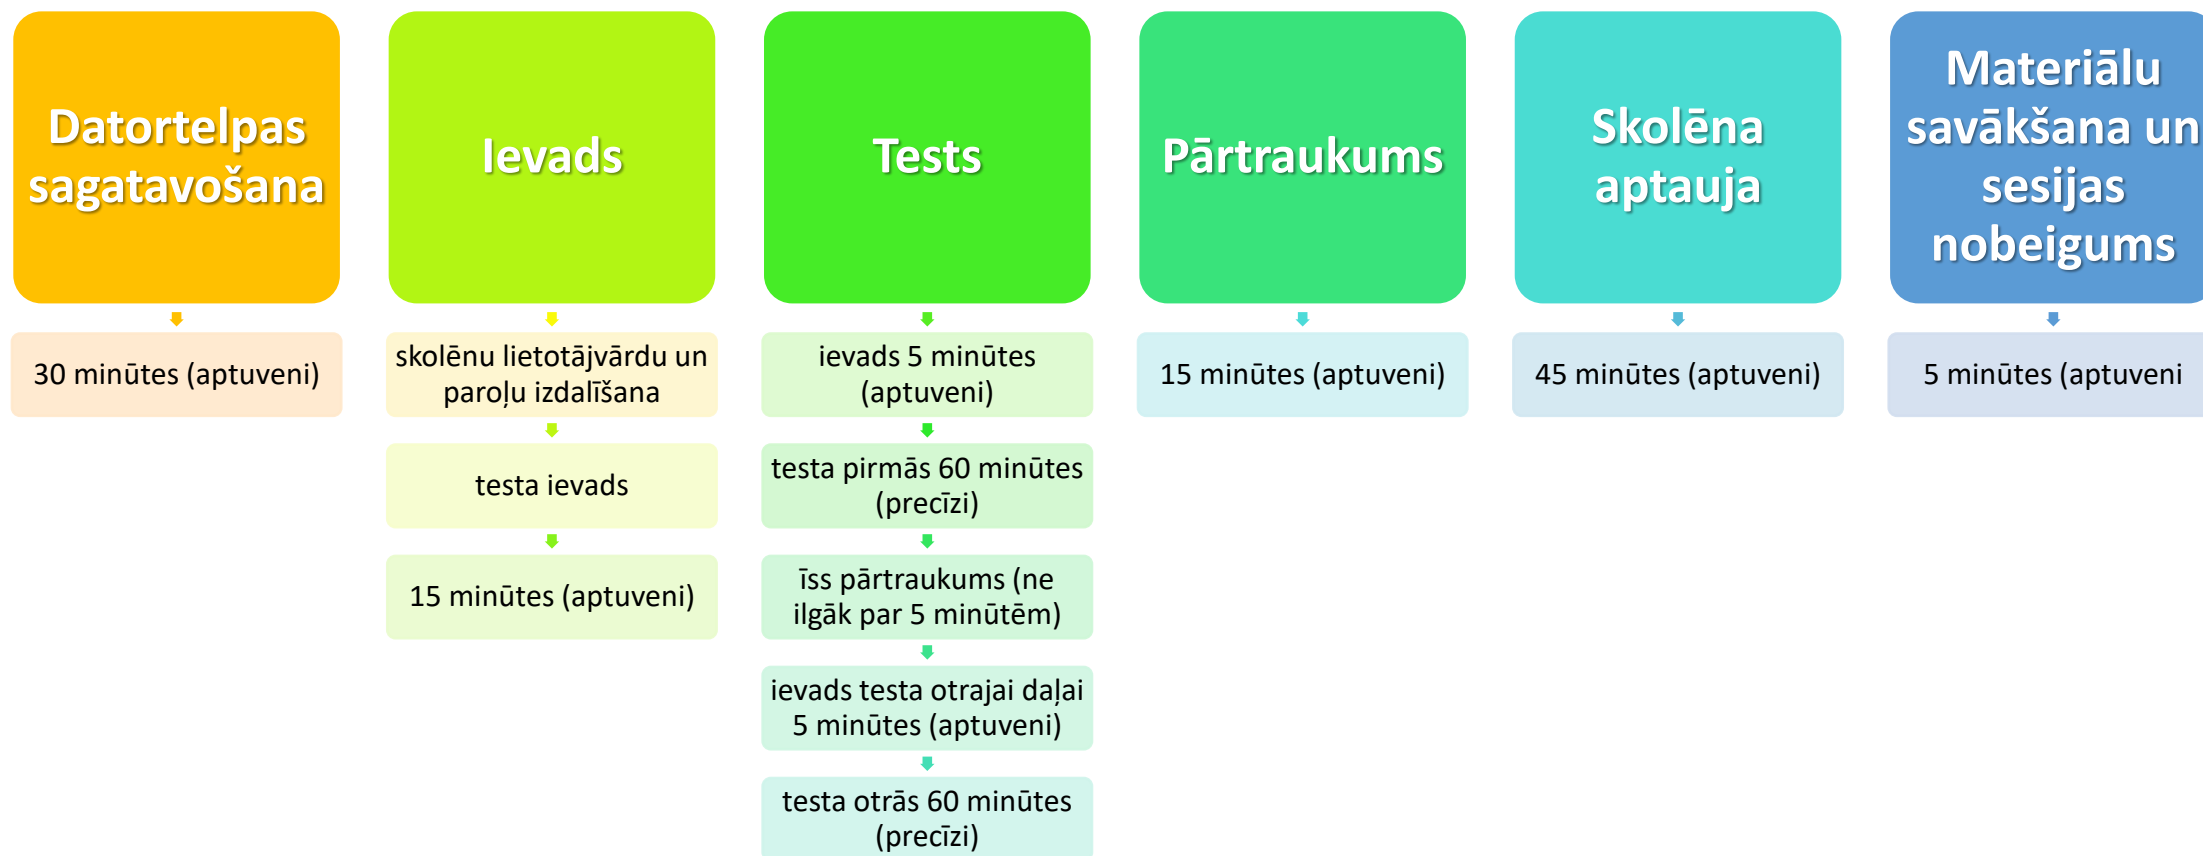 Datortelpas
sagatavošana
30 minūtes (aptuveni)
Ievads
skolēnu lietotājvārdu un
paroļu izdalīšana
testa ievads
15 minūtes (aptuveni)
Tests
ievads 5 minūtes
(aptuveni)
testa pirmās 60 minūtes
(precīzi)
īss pārtraukums (ne
ilgāk par 5 minūtēm)
ievads testa otrajai daļai
5 minūtes (aptuveni)
testa otrās 60 minūtes
(precīzi)
Pārtraukums
15 minūtes (aptuveni)
Skolēna
aptauja
45 minūtes (aptuveni)
Materiālu
savākšana un
sesijas
nobeigums
5 minūtes (aptuveni